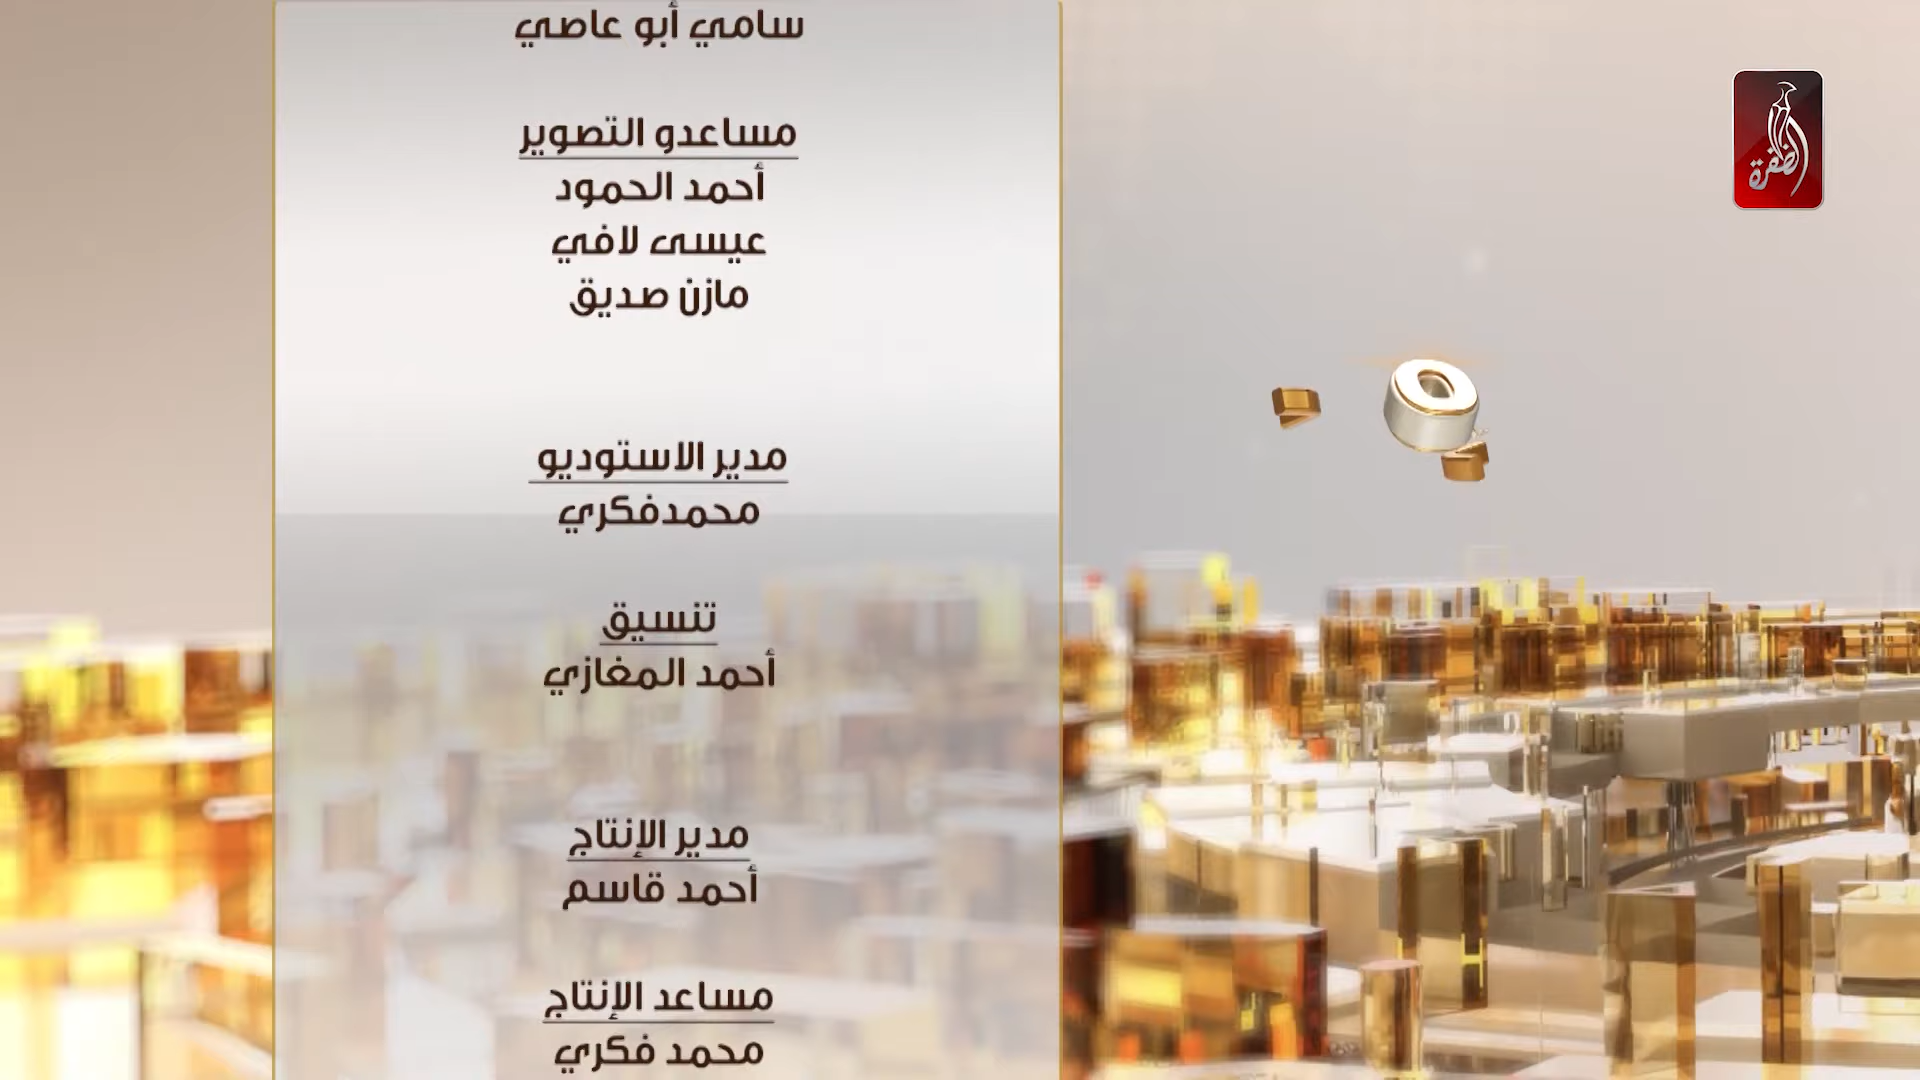 سامي أبو عاصي
مساعدو التصوير
أحمد الحمود
عيسى لافي
مازن صديق
مدير الاستوديو
محمدفكري
تنسيق
أحمد المغازي
مدير الإنتاج
أحمد قاسم
مساعد الإنتاج
محمد فكري
الظفرة